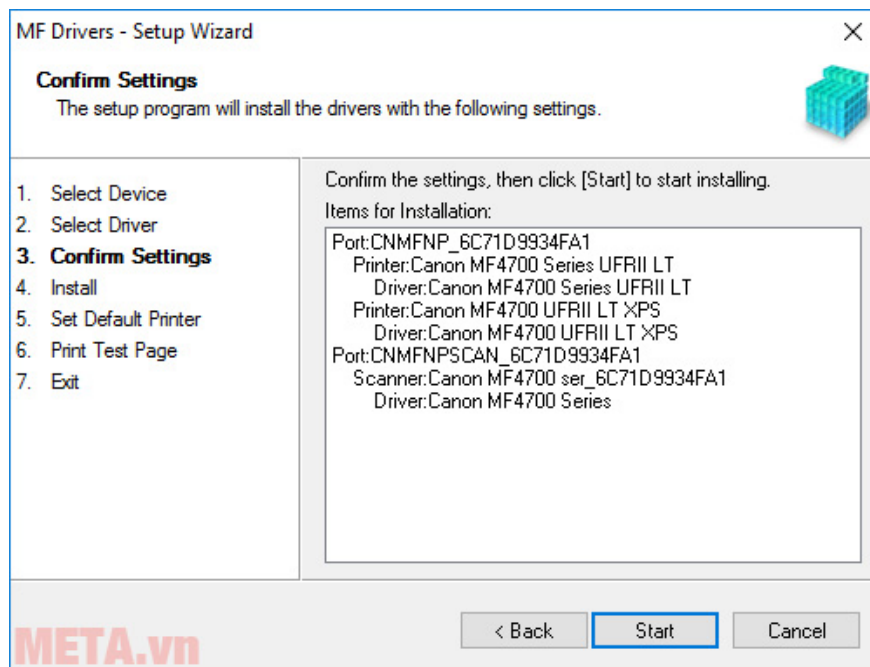 MF Drivers - Setup Wizard
Confirm Settings
The setup program will install the drivers with the following settings.
1. Select Device
2. Select Driver
3. Confirm Settings
4. Install
5. Set Default Printer
6. Print Test Page
7. Exit
Confirm the settings, then click [Start] to start installing.
Items for Installation:
Port:CNMFNP_6C71D9934FA1
Printer:Canon MF4700 Series UFRII LT
Driver:Canon MF4700 Series UFRII LT
Printer:Canon MF4700 UFRII LT XPS
Driver:Canon MF4700 UFRII LT XPS
Port:CNMFNPSCAN_6C71D9934FA1
Scanner:Canon MF4700 ser_6C71D9934FA1
Driver:Canon MF4700 Series
< Back
Start
Cancel
META.vn